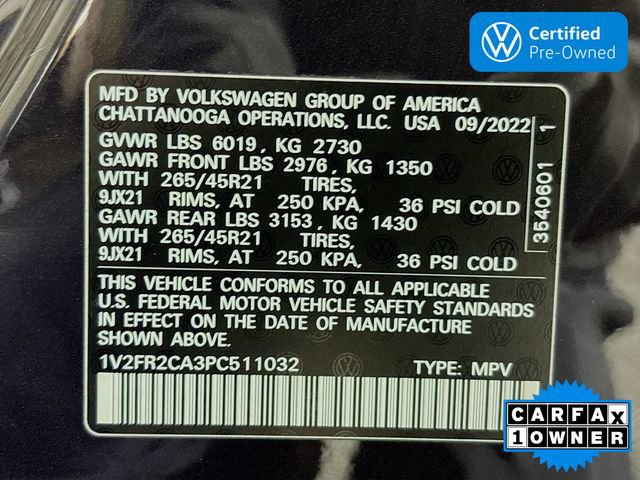 Certified
Pre-Owned
MFD BY VOLKSWAGEN GROUP OF AMERICA
CHATTANOOGA OPERATIONS, LLC. USA 09/2022
GVWR LBS 6019, KG 2730
GAWR FRONT LBS 2976, KG 1350
WITH 265/45R21 TIRES,
9JX21 RIMS, AT 250 KPA, 36 PSI COLD
GAWR REAR LBS 3153, KG 1430
WITH 265/45R21 TIRES,
9JX21 RIMS, AT 250 KPA, 36 PSI COLD
3540601 1
THIS VEHICLE CONFORMS TO ALL APPLICABLE
U.S. FEDERAL MOTOR VEHICLE SAFETY STANDARDS
IN EFFECT ON THE DATE OF MANUFACTURE
SHOWN ABOVE.
1V2FR2CA3PC511032 TYPE: MPV
CARFAX
1 OWNER